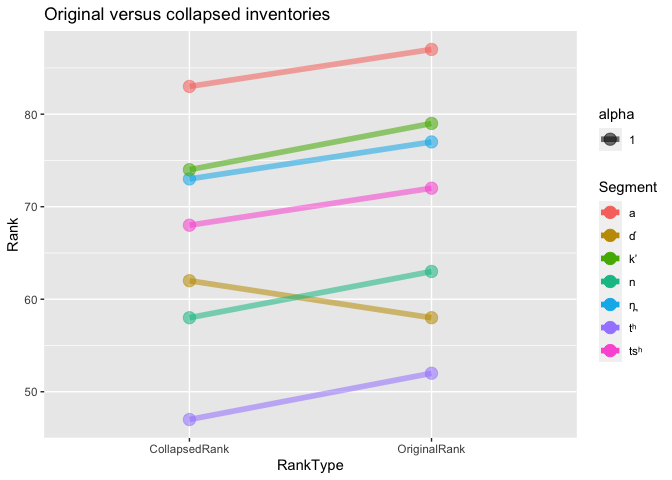 Original versus collapsed inventories
80
70
60
50
Rank
CollapsedRank
OriginalRank
RankType
alpha
1
Segment
a
ɗ
kʼ
n
tʰ
tsʰ